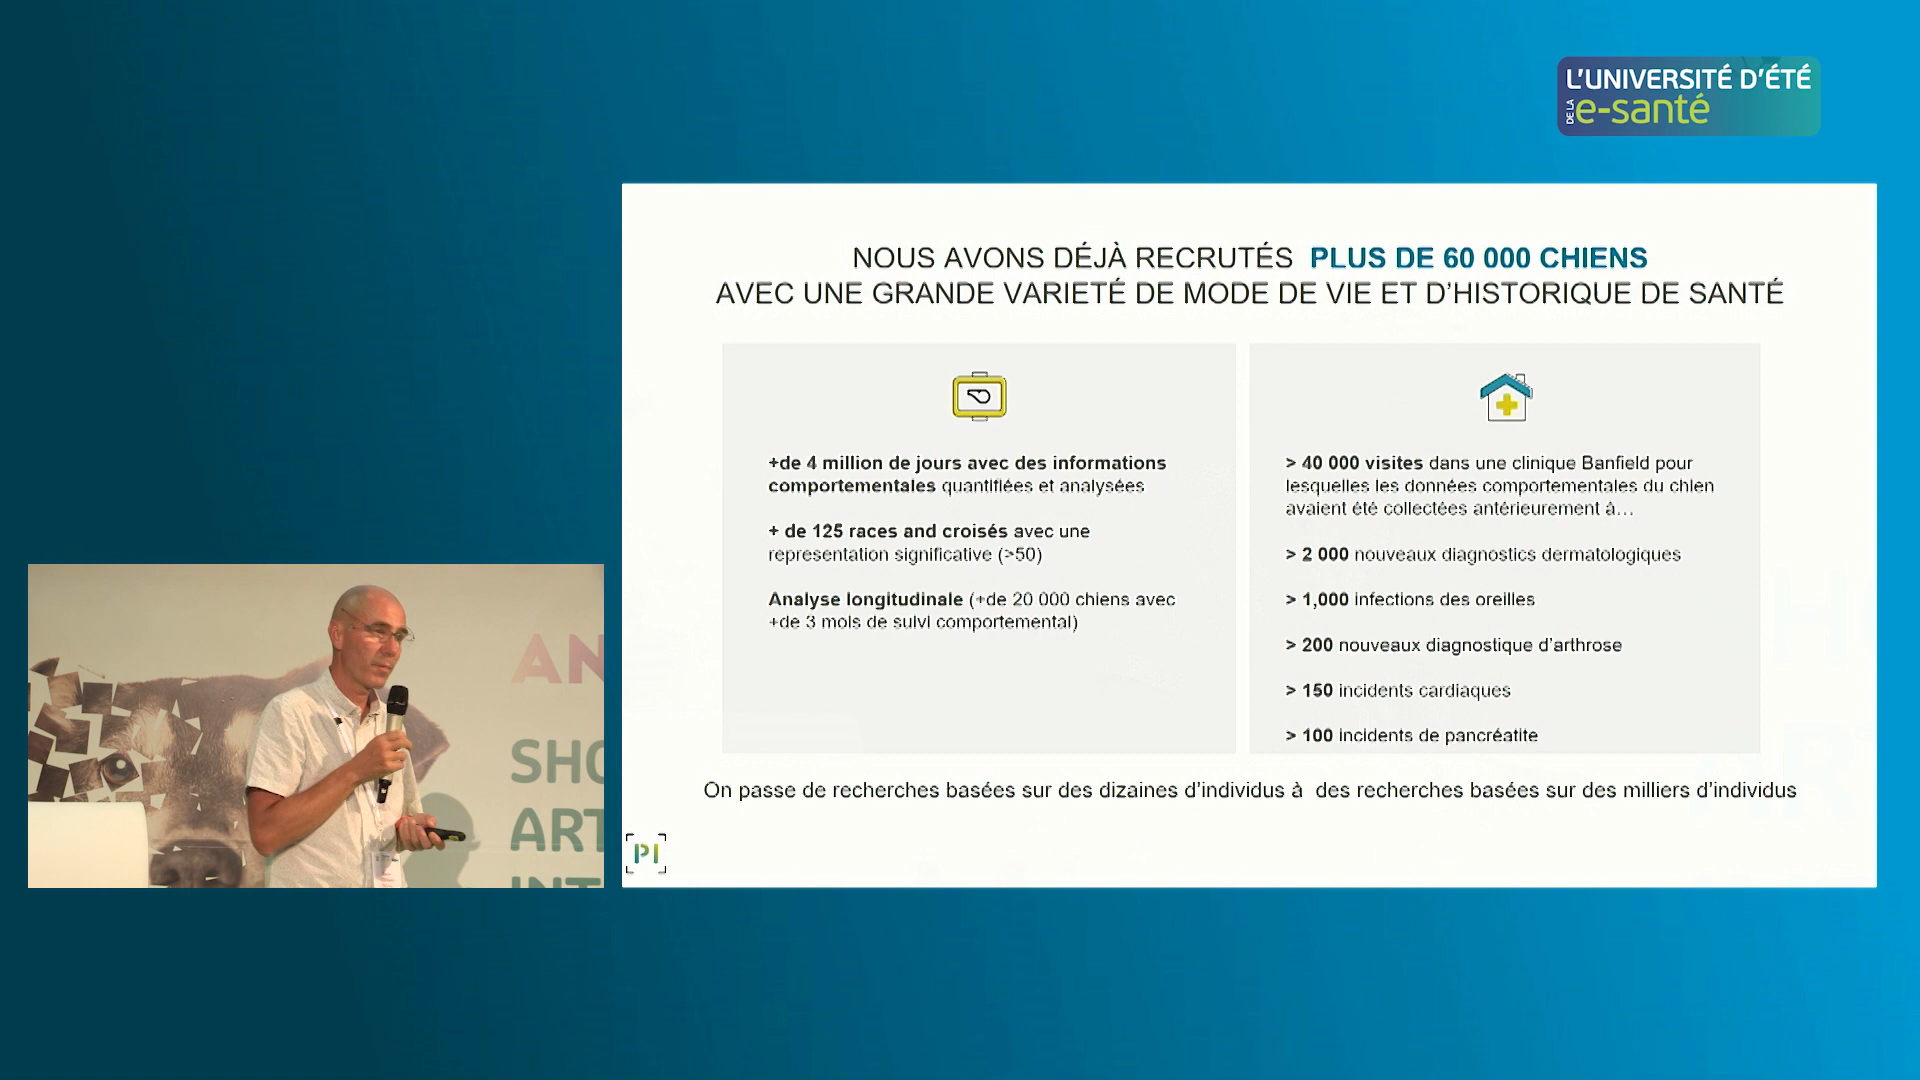 L'UNIVERSITÉ D'ÉTÉ
DE LA e-santé
NOUS AVONS DÉJÀ RECRUTÉS PLUS DE 60 000 CHIENS
AVEC UNE GRANDE VARIETÉ DE MODE DE VIE ET D'HISTORIQUE DE SANTÉ
+de 4 million de jours avec des informations
comportementales quantifiées et analysées
+ de 125 races and croisés avec une
representation significative (>50)
Analyse longitudinale (+de 20 000 chiens avec
+de 3 mois de suivi comportemental)
> 40 000 visites dans une clinique Banfield pour
lesquelles les données comportementales du chien
avaient été collectées antérieurement à…
> 2 000 nouveaux diagnostics dermatologiques
> 1,000 infections des oreilles
> 200 nouveaux diagnostique d'arthrose
> 150 incidents cardiaques
> 100 incidents de pancréatite
On passe de recherches basées sur des dizaines d'individus à des recherches basées sur des milliers d'individus
PI
AN
SHO
ART
INT